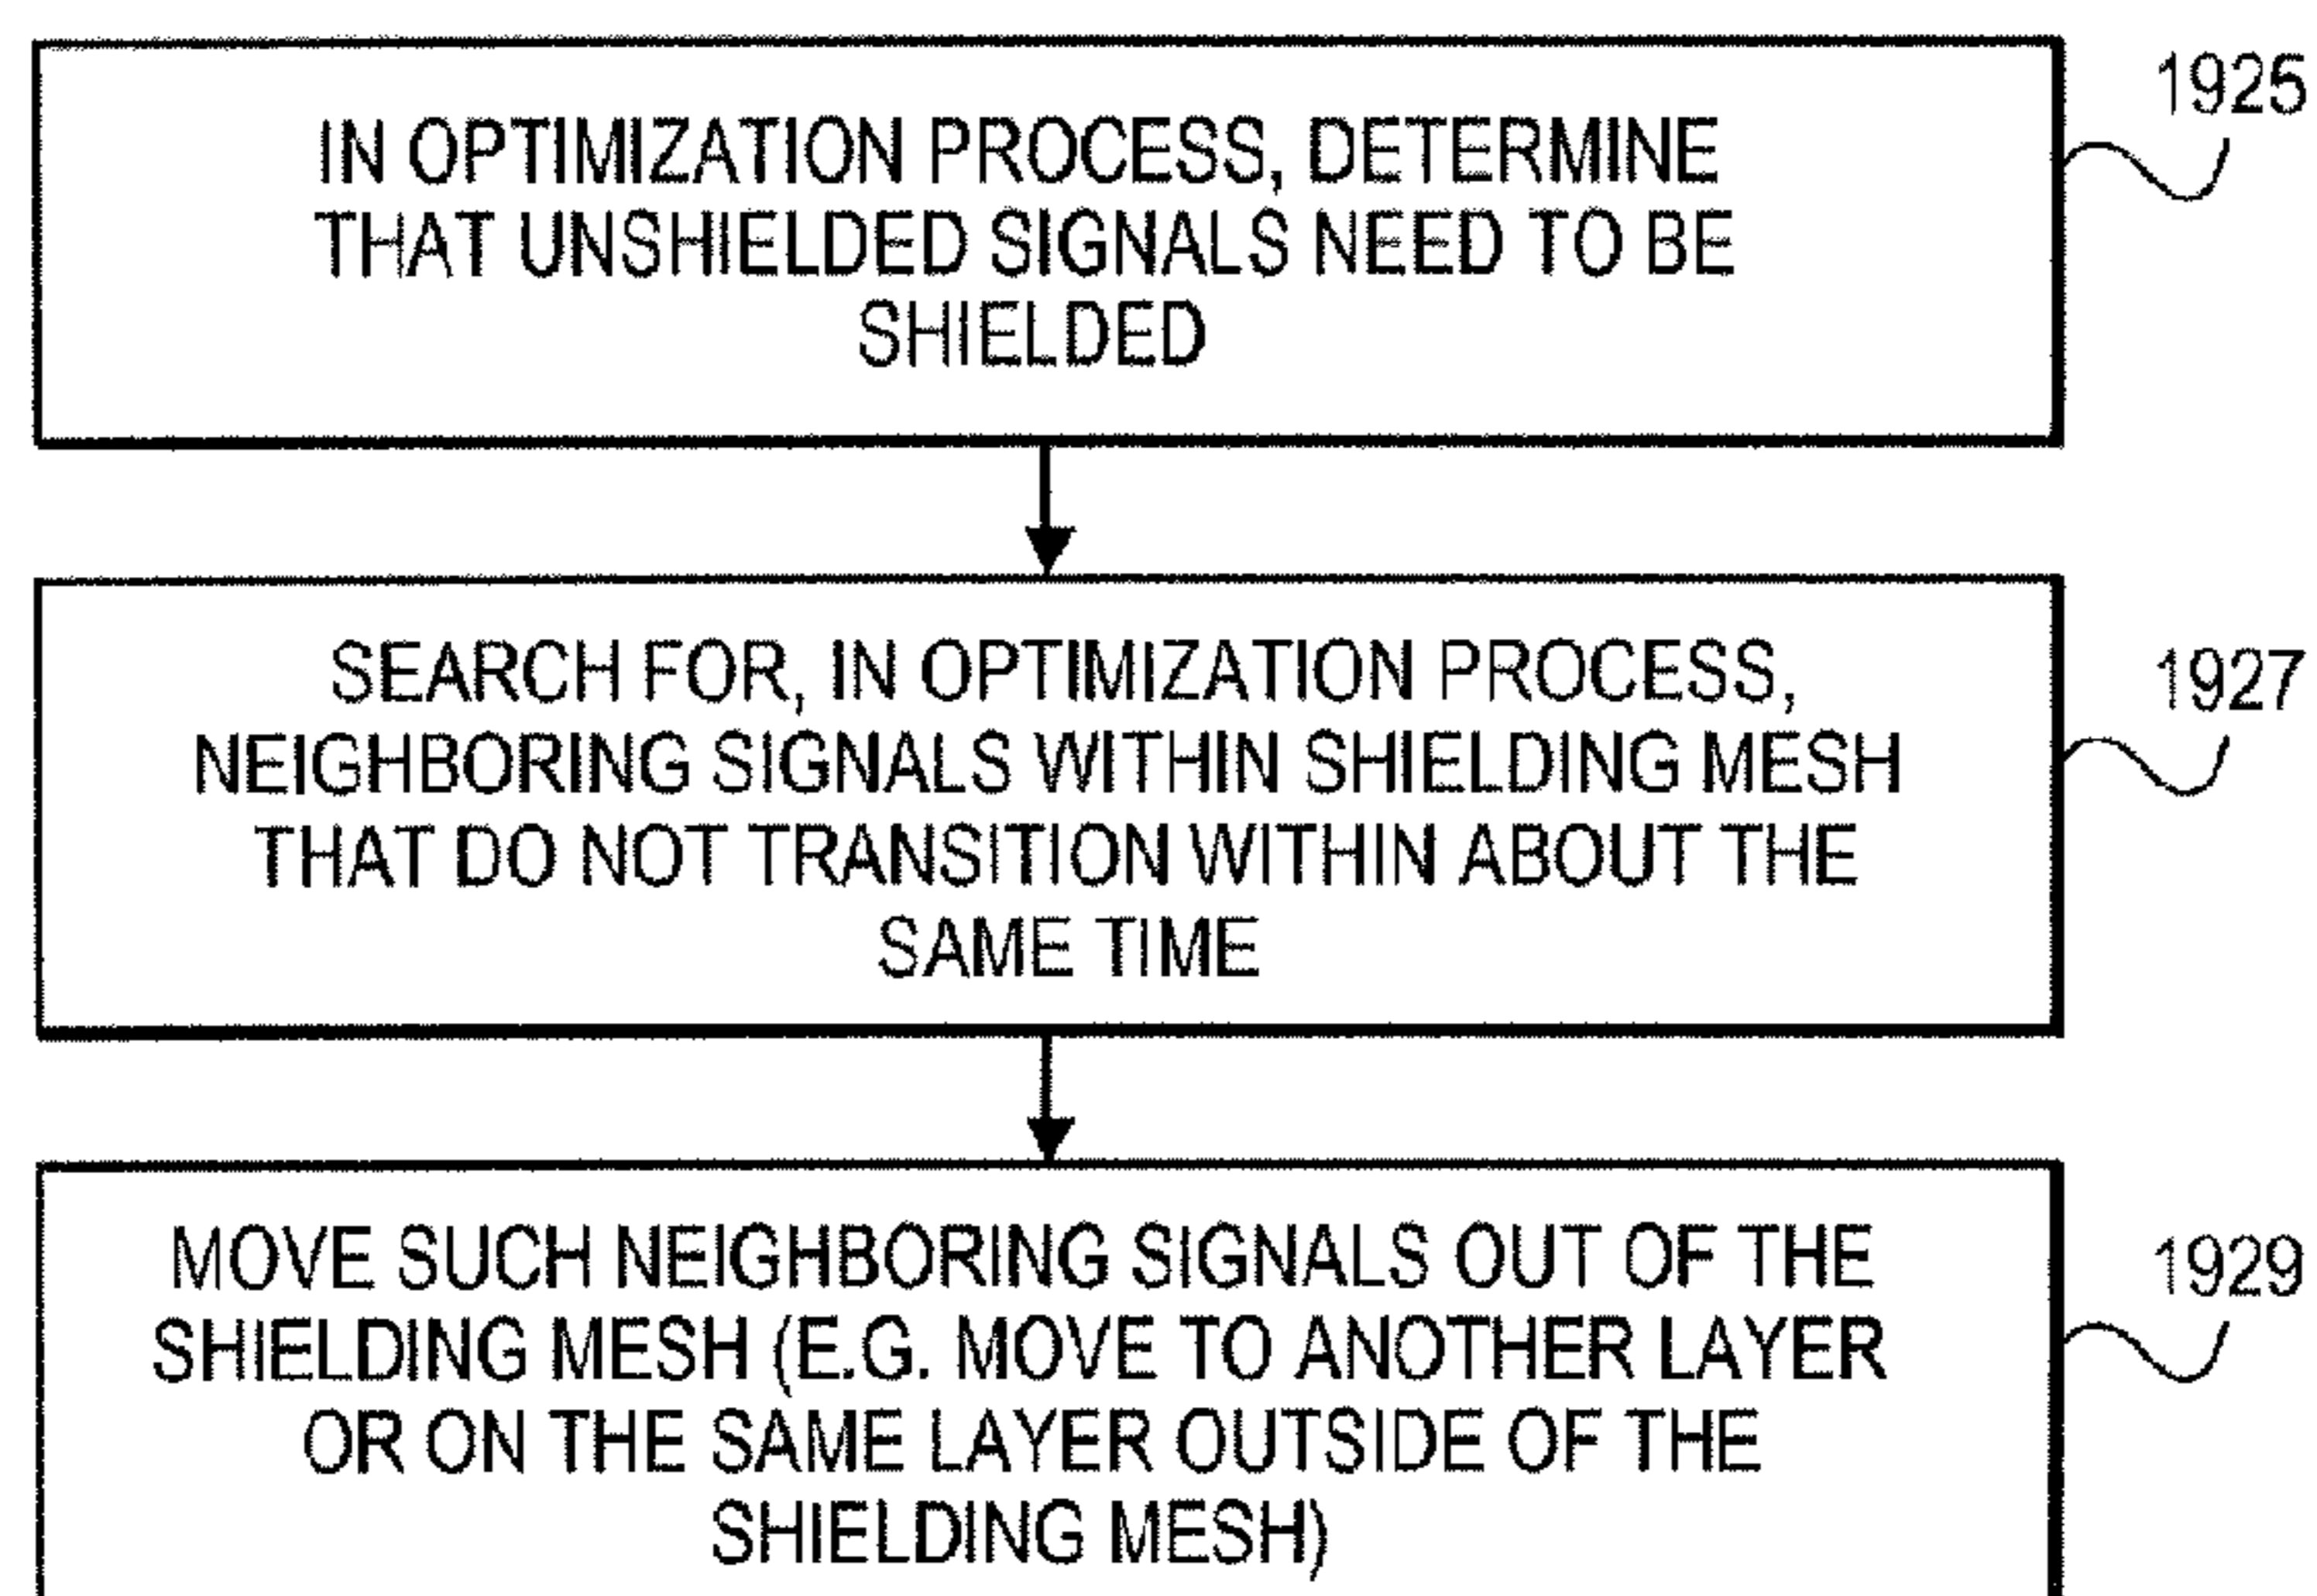 1925
IN OPTIMIZATION PROCESS, DETERMINE
THAT UNSHIELDED SIGNALS NEED TO BE
SHIELDED
1927
SEARCH FOR, IN OPTIMIZATION PROCESS,
NEIGHBORING SIGNALS WITHIN SHIELDING MESH
THAT DO NOT TRANSITION WITHIN ABOUT THE
SAME TIME
1929
MOVE SUCH NEIGHBORING SIGNALS OUT OF THE
SHIELDING MESH (E.G. MOVE TO ANOTHER LAYER
OR ON THE SAME LAYER OUTSIDE OF THE
SHIELDING MESH)